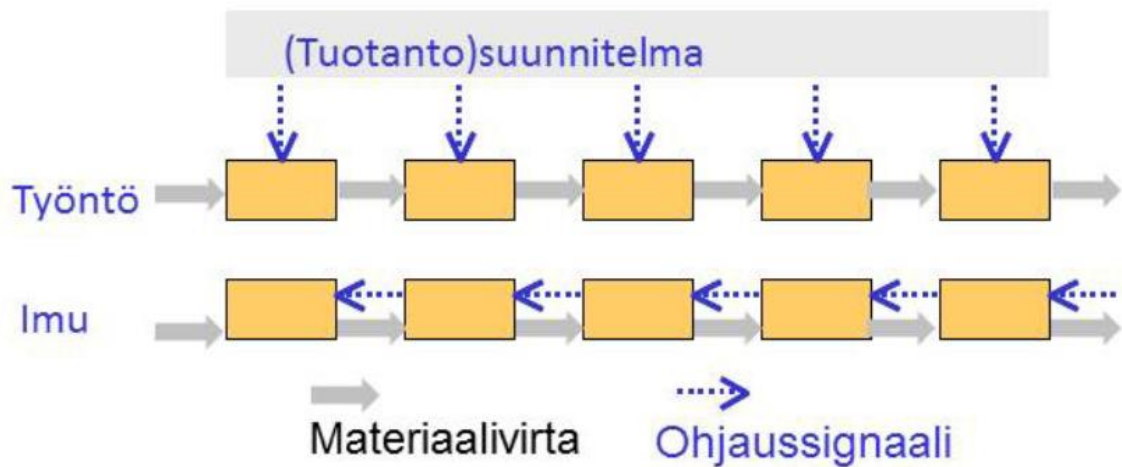 (Tuotanto)suunnitelma
Työntö
Imu
Materiaalivirta
Ohjaussignaali